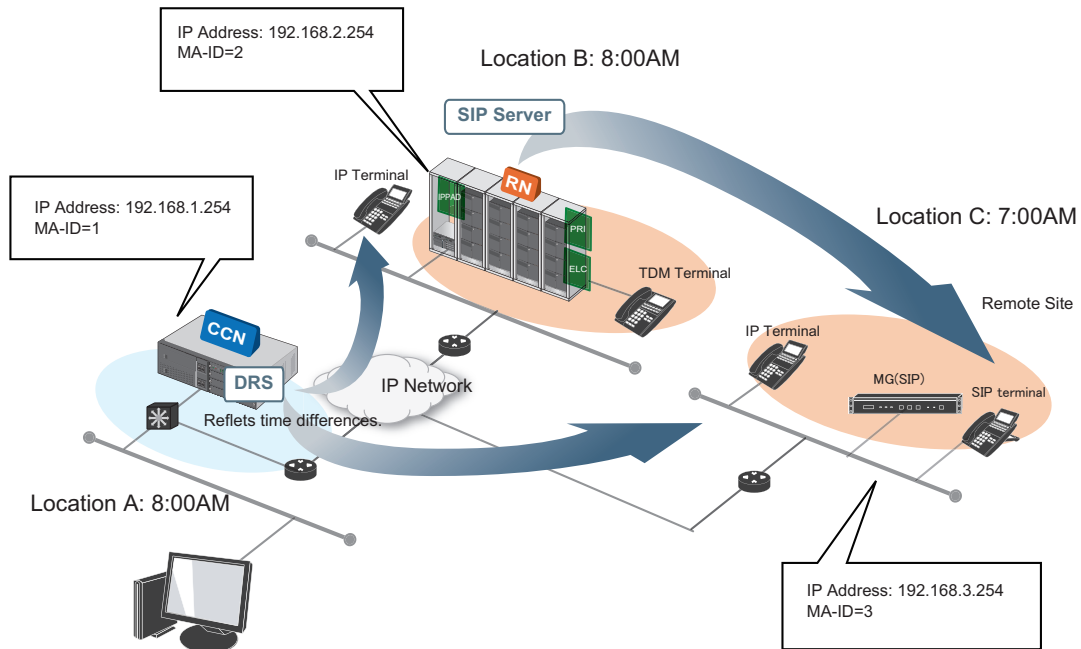 IP Address: 192.168.2.254
MA-ID=2
Location B: 8:00AM
SIP Server
IP Terminal
RN
IPPAD
IP Address: 192.168.1.254
MA-ID=1
PRI
Location C: 7:00AM
ELC
TDM Terminal
Remote Site
CCN
IP Terminal
DRS
IP Network
MG(SIP)
SIP terminal
Reflets time differences.
Location A: 8:00AM
IP Address: 192.168.3.254
MA-ID=3